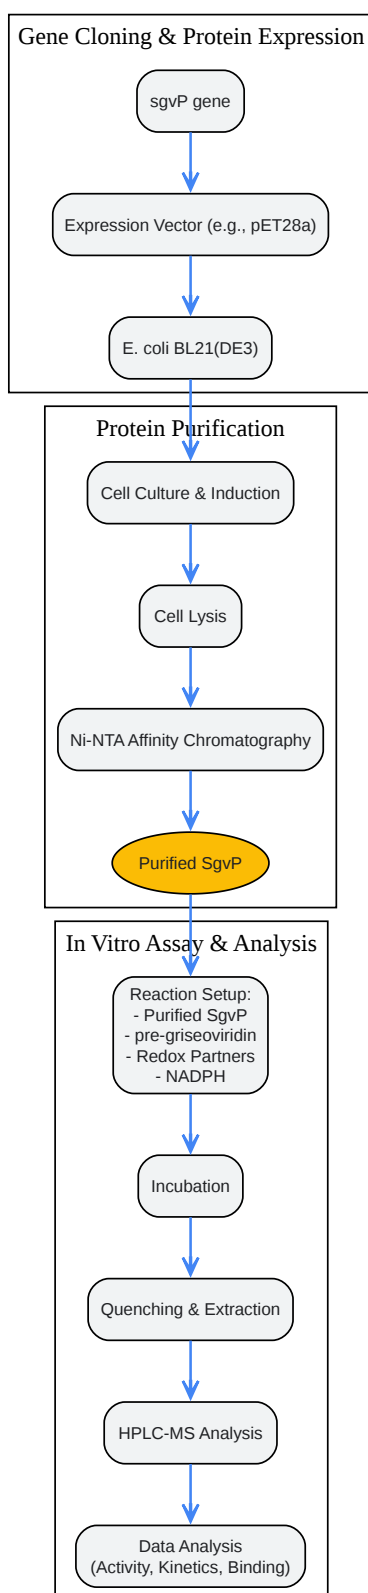 Gene Cloning & Protein Expression
sgvP gene
Expression Vector (e.g., pET28a)
E. coli BL21(DE3)
Protein Purification
Cell Culture & Induction
Cell Lysis
Ni-NTA Affinity Chromatography
Purified SgvP
In Vitro Assay & Analysis
Reaction Setup:
- Purified SgvP
- pre-griseoviridin
- Redox Partners
- NADPH
Incubation
Quenching & Extraction
HPLC-MS Analysis
Data Analysis
(Activity, Kinetics, Binding)